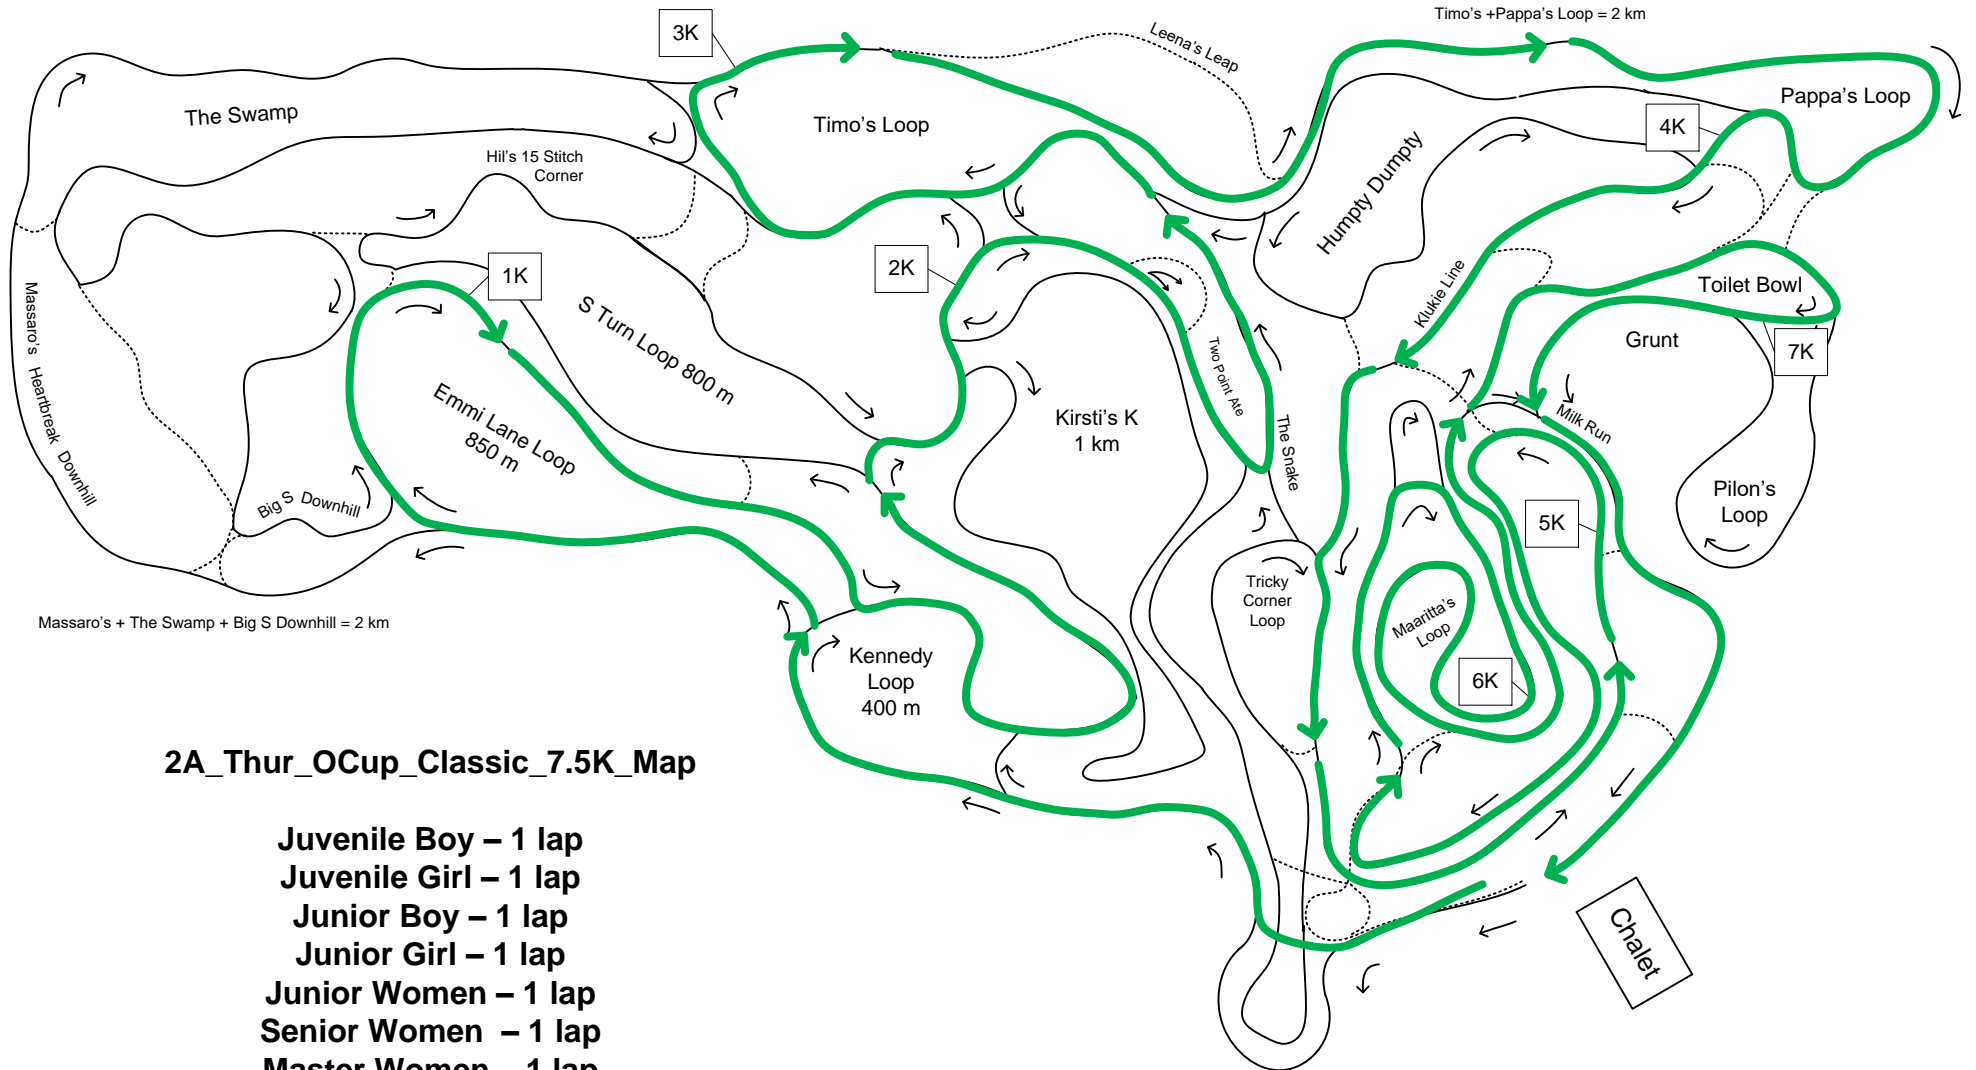 Timo's +Pappa's Loop = 2 km
3K
Leena's Leap
The Swamp
Timo's Loop
Pappa's Loop
4K
Hil's 15 Stitch
Corner
Humpty Dumpty
2K
1K
Massaro's Heartbreak Downhill
S Turn Loop 800 m
Klukie Line
Toilet Bowl
Grunt
7K
Two Point Ate
Emmi Lane Loop
850 m
Kirsti's K
1 km
The Snake
Milk Run
Big S Downhill
Pilon's
Loop
5K
Tricky
Corner
Loop
Maaritta's
Loop
Massaro's + The Swamp + Big S Downhill = 2 km
Kennedy
Loop
400 m
6K
2A_Thur_OCup_Classic_7.5K_Map
Juvenile Boy – 1 lap
Juvenile Girl – 1 lap
Junior Boy – 1 lap
Junior Girl – 1 lap
Junior Women – 1 lap
Senior Women – 1 lap
Master Women – 1 lap
Chalet